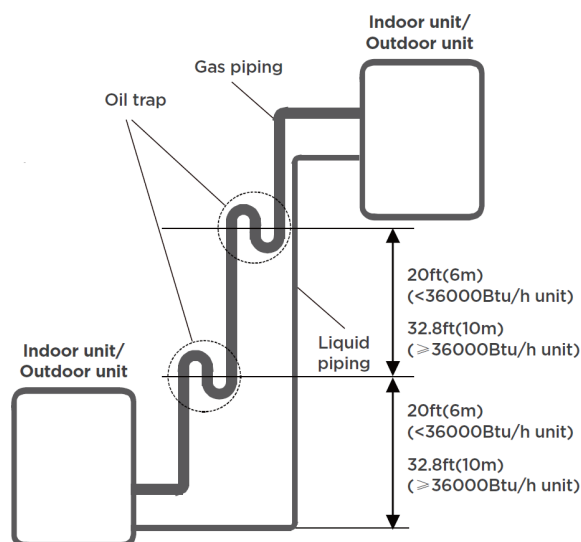 Indoor unit/
Outdoor unit
Gas piping
Oil trap
20ft(6m)
(<36000Btu/h unit)
32.8ft(10m)
(⩾36000Btu/h unit)
Liquid
piping
Indoor unit/
Outdoor unit
20ft(6m)
(<36000Btu/h unit)
32.8ft(10m)
(⩾36000Btu/h unit)